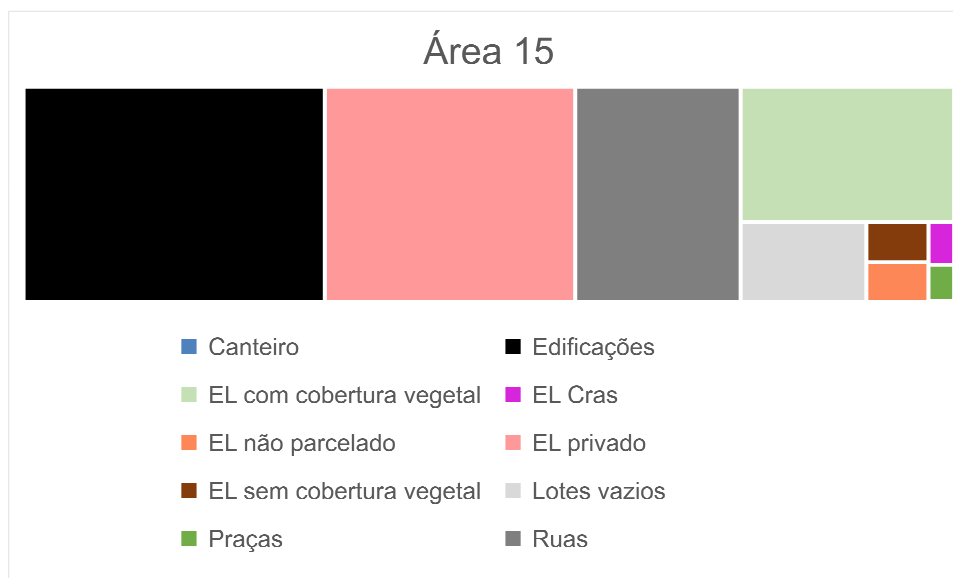 Área 15
Canteiro
Edificações
EL com cobertura vegetal
EL Cras
EL não parcelado
EL privado
EL sem cobertura vegetal
Lotes vazios
Praças
Ruas